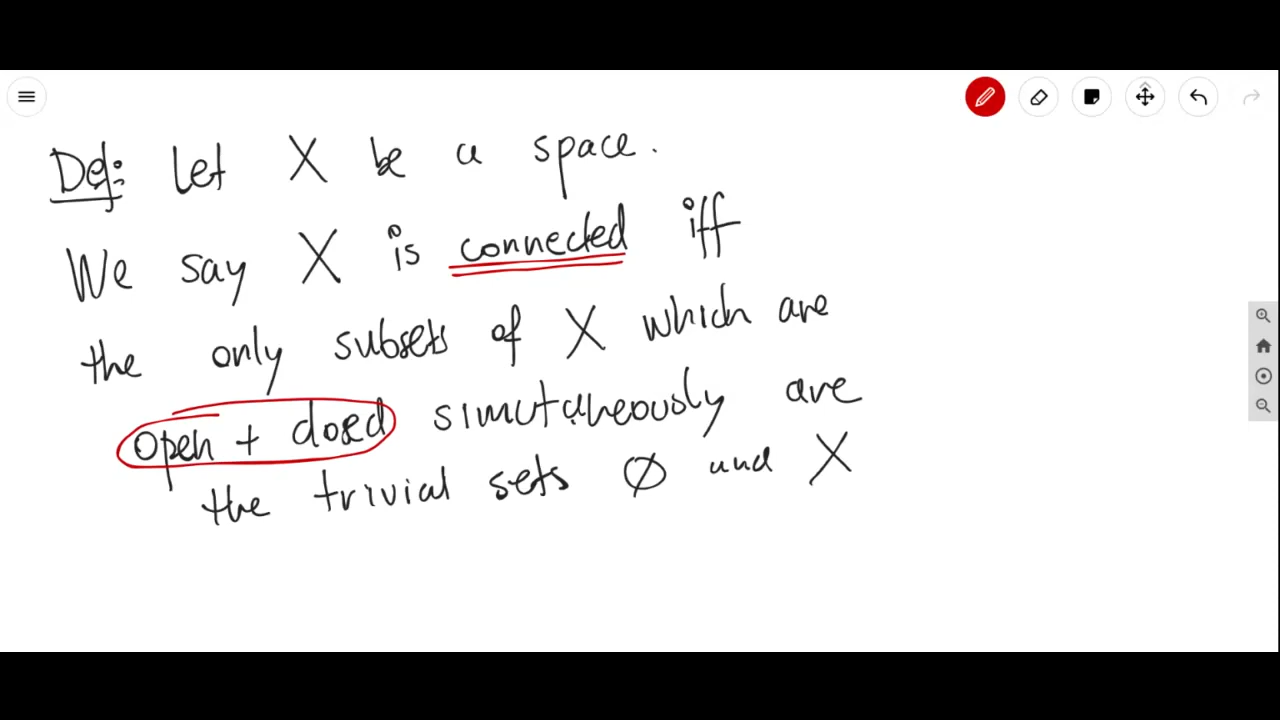 Def: Let X be a space.
We say X is connected iff
the only subsets of X which are
open + closed simutaneously are
the trivial sets ∅ and X